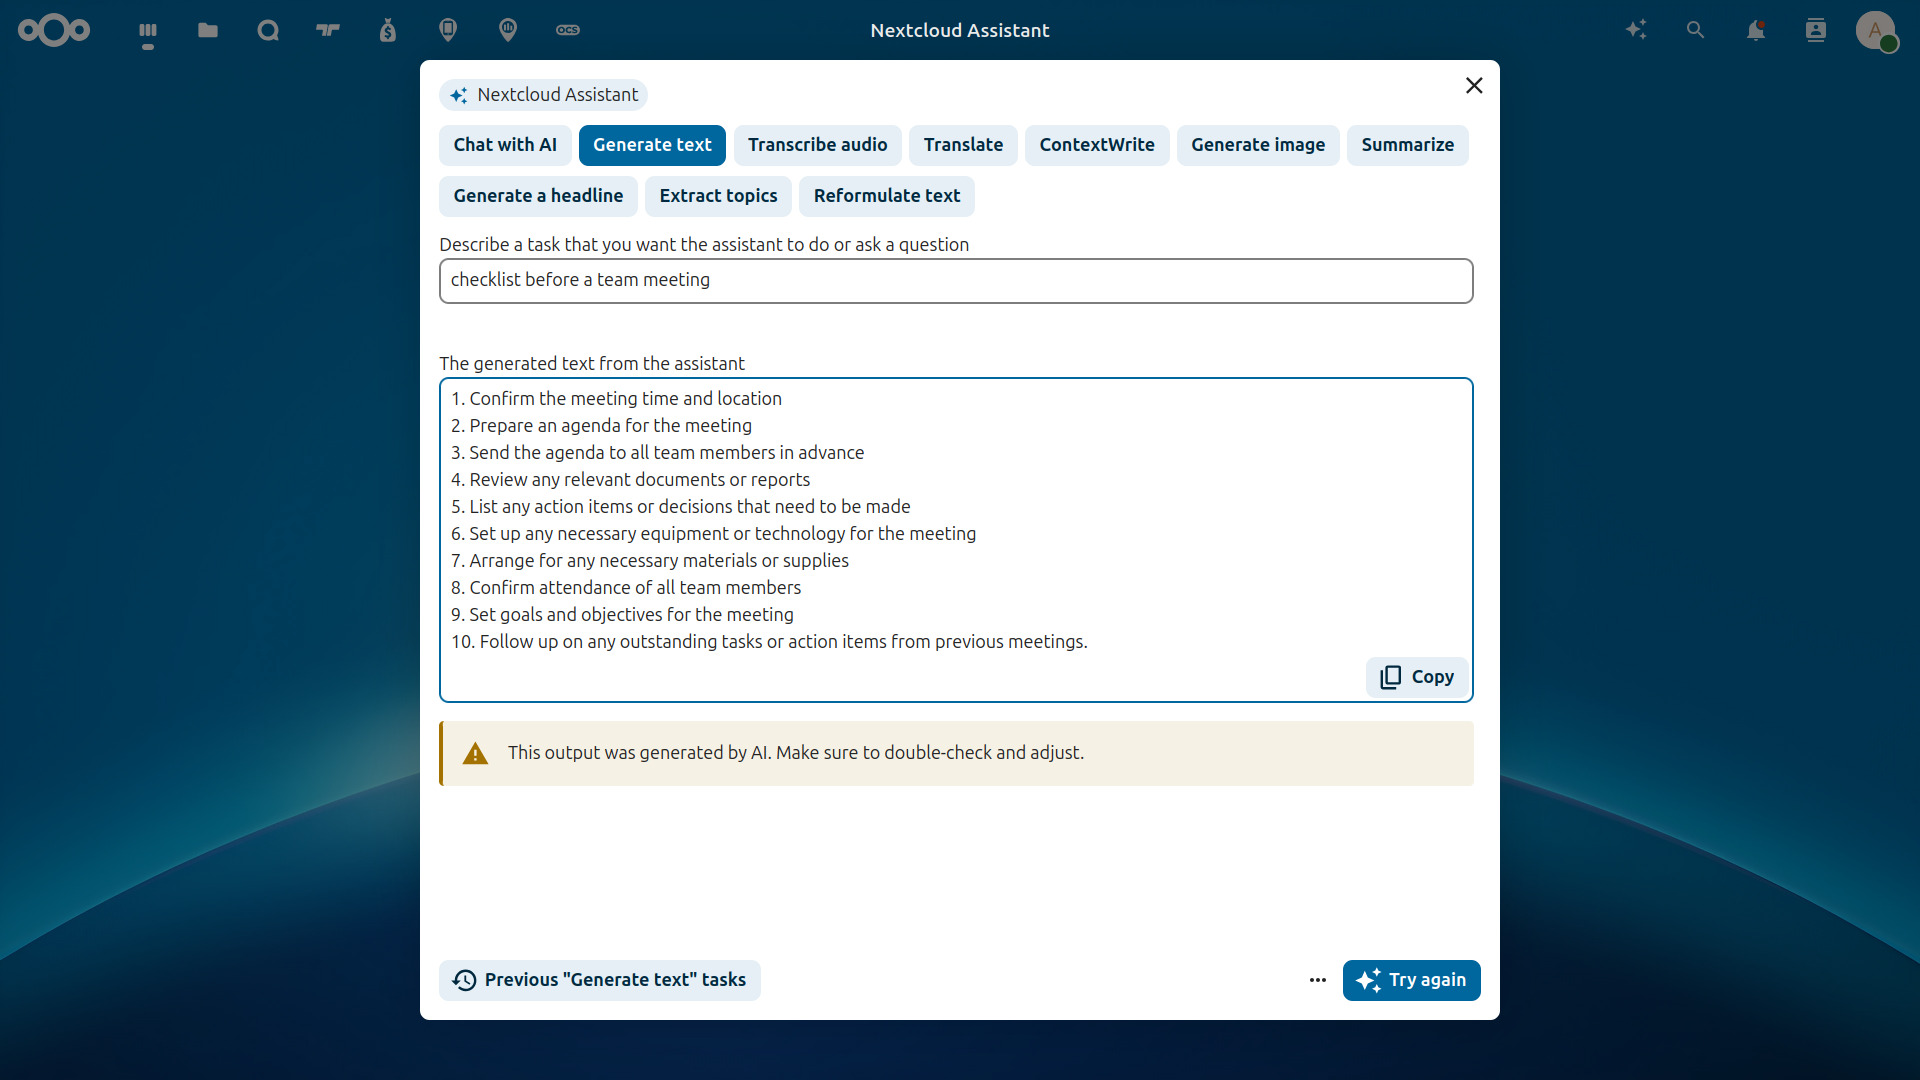 ocs
Nextcloud Assistant
A
Nextcloud Assistant
Chat with AI
Generate text
Transcribe audio
Translate
ContextWrite
Generate image
Summarize
Generate a headline
Extract topics
Reformulate text
Describe a task that you want the assistant to do or ask a question
checklist before a team meeting
The generated text from the assistant
1. Confirm the meeting time and location
2. Prepare an agenda for the meeting
3. Send the agenda to all team members in advance
4. Review any relevant documents or reports
5. List any action items or decisions that need to be made
6. Set up any necessary equipment or technology for the meeting
7. Arrange for any necessary materials or supplies
8. Confirm attendance of all team members
9. Set goals and objectives for the meeting
10. Follow up on any outstanding tasks or action items from previous meetings.
Copy
This output was generated by AI. Make sure to double-check and adjust.
Previous "Generate text" tasks
Try again